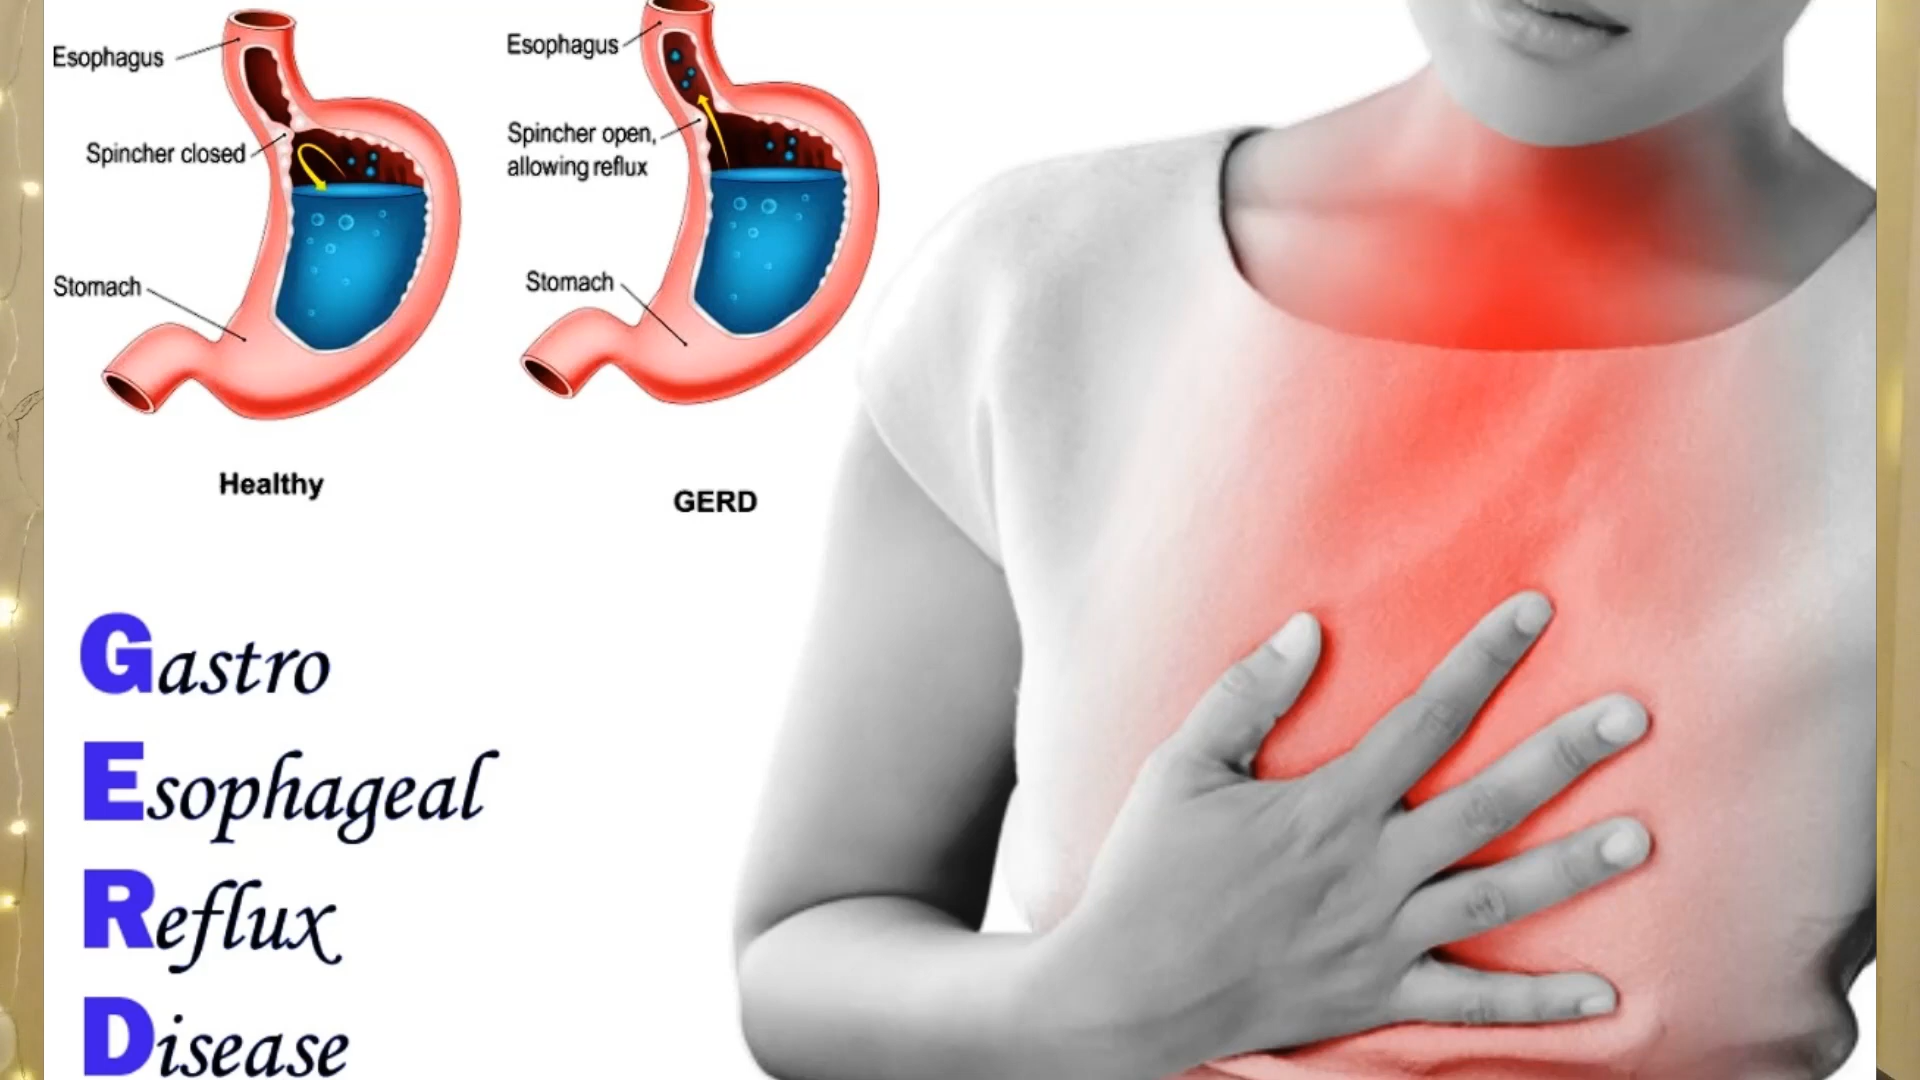 Esophagus
Spincher closed
Stomach
Healthy
Esophagus
Spincher open,
allowing reflux
Stomach
GERD
Gastro
Esophageal
Reflux
Disease